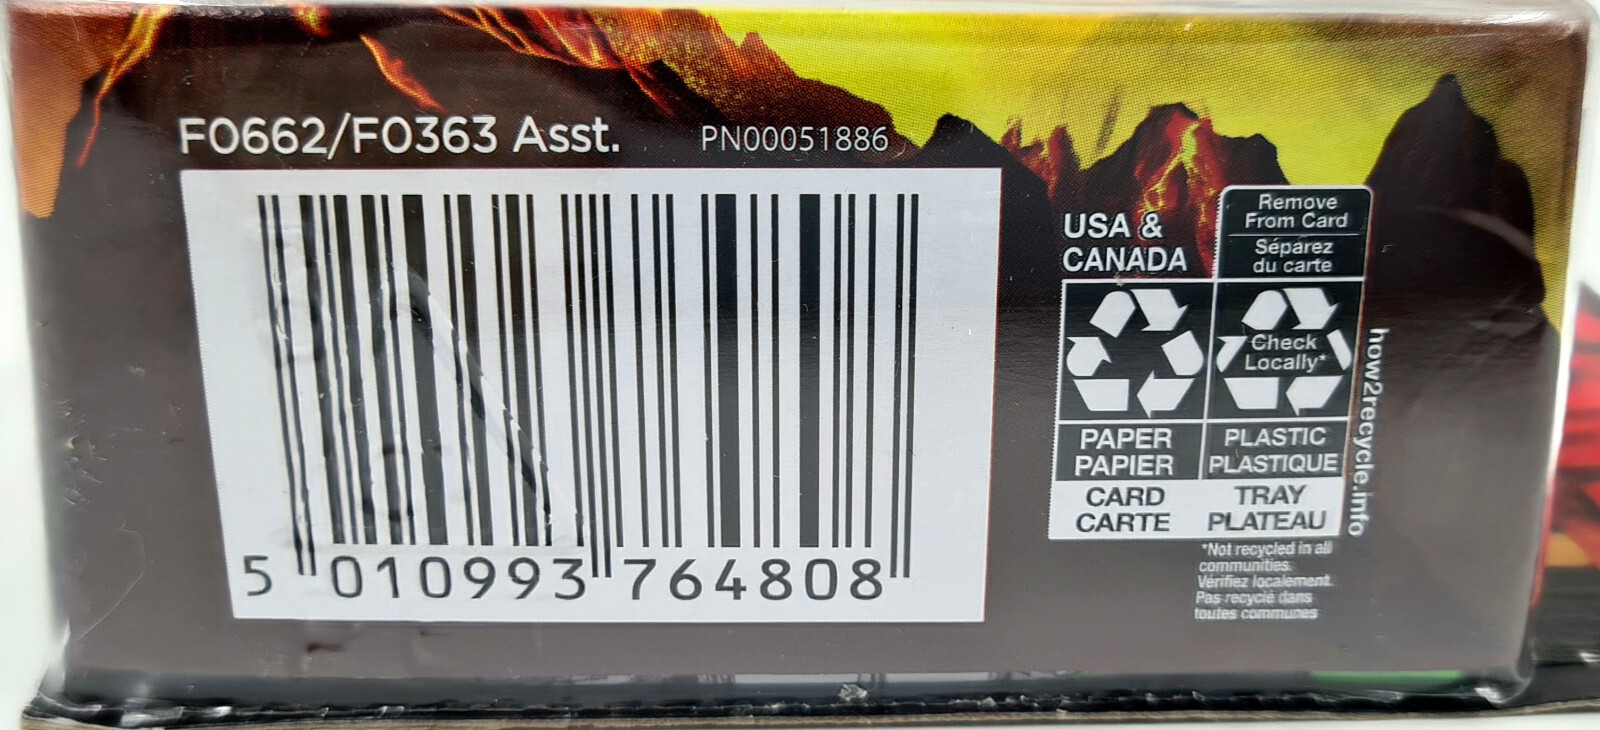 F0662/F0363 Asst.
PN00051886
5 010993 764808
USA &
CANADA
Remove
From Card
Séparez
du carte
Check
Locally*
PAPER
PAPIER
PLASTIC
PLASTIQUE
CARD
CARTE
TRAY
PLATEAU
how2recycle.info
*Not recycled in all
communities.
Vérifiez localement.
Pas recyclé dans
toutes communes